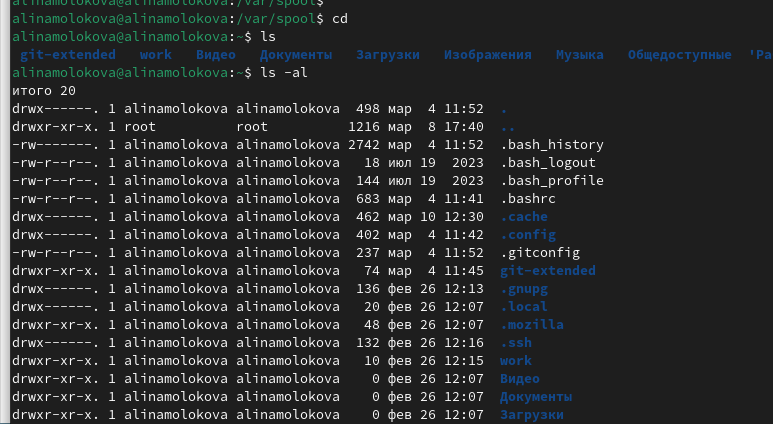 alinamolokova@alinamolokova:/var/spool$
alinamolokova@alinamolokova:/var/spool$ cd
alinamolokova@alinamolokova:~$ ls
git-extended work Видео Документы Загрузки Изображения Музыка Общедоступные 'Ра
alinamolokova@alinamolokova:~$ ls -al
итого 20
drwx------. 1 alinamolokova alinamolokova 498 мар 4 11:52 .
drwxr-xr-x. 1 root root 1216 мар 8 17:40 ..
-rw-------. 1 alinamolokova alinamolokova 2742 мар 4 11:52 .bash_history
-rw-r--r--. 1 alinamolokova alinamolokova 18 июл 19 2023 .bash_logout
-rw-r--r--. 1 alinamolokova alinamolokova 144 июл 19 2023 .bash_profile
-rw-r--r--. 1 alinamolokova alinamolokova 683 мар 4 11:41 .bashrc
drwx------. 1 alinamolokova alinamolokova 462 мар 10 12:30 .cache
drwx------. 1 alinamolokova alinamolokova 402 мар 4 11:42 .config
-rw-r--r--. 1 alinamolokova alinamolokova 237 мар 4 11:52 .gitconfig
drwxr-xr-x. 1 alinamolokova alinamolokova 74 мар 4 11:45 git-extended
drwx------. 1 alinamolokova alinamolokova 136 фев 26 12:13 .gnupg
drwx------. 1 alinamolokova alinamolokova 20 фев 26 12:07 .local
drwxr-xr-x. 1 alinamolokova alinamolokova 48 фев 26 12:07 .mozilla
drwx------. 1 alinamolokova alinamolokova 132 фев 26 12:16 .ssh
drwxr-xr-x. 1 alinamolokova alinamolokova 10 фев 26 12:15 work
drwxr-xr-x. 1 alinamolokova alinamolokova 0 фев 26 12:07 Видео
drwxr-xr-x. 1 alinamolokova alinamolokova 0 фев 26 12:07 Документы
drwxr-xr-x. 1 alinamolokova alinamolokova 0 фев 26 12:07 Загрузки